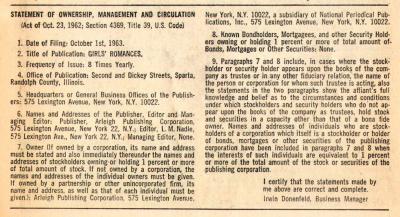 STATEMENT OF OWNERSHIP, MANAGEMENT AND CIRCULATION
(Act of Oct. 23, 1962; Section 4369, Title 39, U.S. Code)
1. Date of Filing: October 1st, 1963.
2. Title of Publication: GIRLS' ROMANCES.
3. Frequency of Issue: 8 Times Yearly.
4. Office of Publication: Second and Dickey Streets, Sparta,
Randolph County, Illinois.
5. Headquarters or General Business Offices of the Publish-
ers: 575 Lexington Avenue, New York, N.Y. 10022.
6. Names and Addresses of the Publisher, Editor and Man-
aging Editor: Publisher, Arleigh Publishing Corporation,
575 Lexington Avenue, New York 22, N.Y.; Editor, L. M. Nadle,
575 Lexington Ave., New York 22, N.Y.; Managing Editor, None.
7. Owner (If owned by a corporation, its name and address
must be stated and also immediately thereunder the names and
addresses of stockholders owning or holding 1 percent or more
of total amount of stock. If not owned by a corporation, the
names and addresses of the individual owners must be given.
If owned by a partnership or other unincorporated firm, its
name and address, as well as that of each individual must be
given.): Arleigh Publishing Corporation, 575 Lexington Avenue,
New York, N.Y. 10022, a subsidiary of National Periodical Pub-
lications, Inc., 575 Lexington Avenue, New York, N.Y. 10022.
8. Known Bondholders, Mortgagees, and other Security Hold-
ers owning or holding 1 percent or more of total amount of
Bonds, Mortgages or Other Securities: None.
9. Paragraphs 7 and 8 include, in cases where the stock-
holder or security holder appears upon the books of the com-
pany as trustee or in any other fiduciary relation, the name of
the person or corporation for whom such trustee is acting, also
the statements in the two paragraphs show the affiant's full
knowledge and belief as to the circumstances and conditions
under which stockholders and security holders who do not ap-
pear upon the books of the company as trustees, hold stock
and securities in a capacity other than that of a bona fide
owner. Names and addresses of individuals who are stock-
holders of a corporation which itself is a stockholder or holder
of bonds, mortgages or other securities of the publishing
corporation have been included in paragraphs 7 and 8 when
the interests of such individuals are equivalent to 1 percent
or more of the total amount of the stock or securities of the
publishing corporation.
I certify that the statements made by
me above are correct and complete.
Irwin Donenfeld, Business Manager